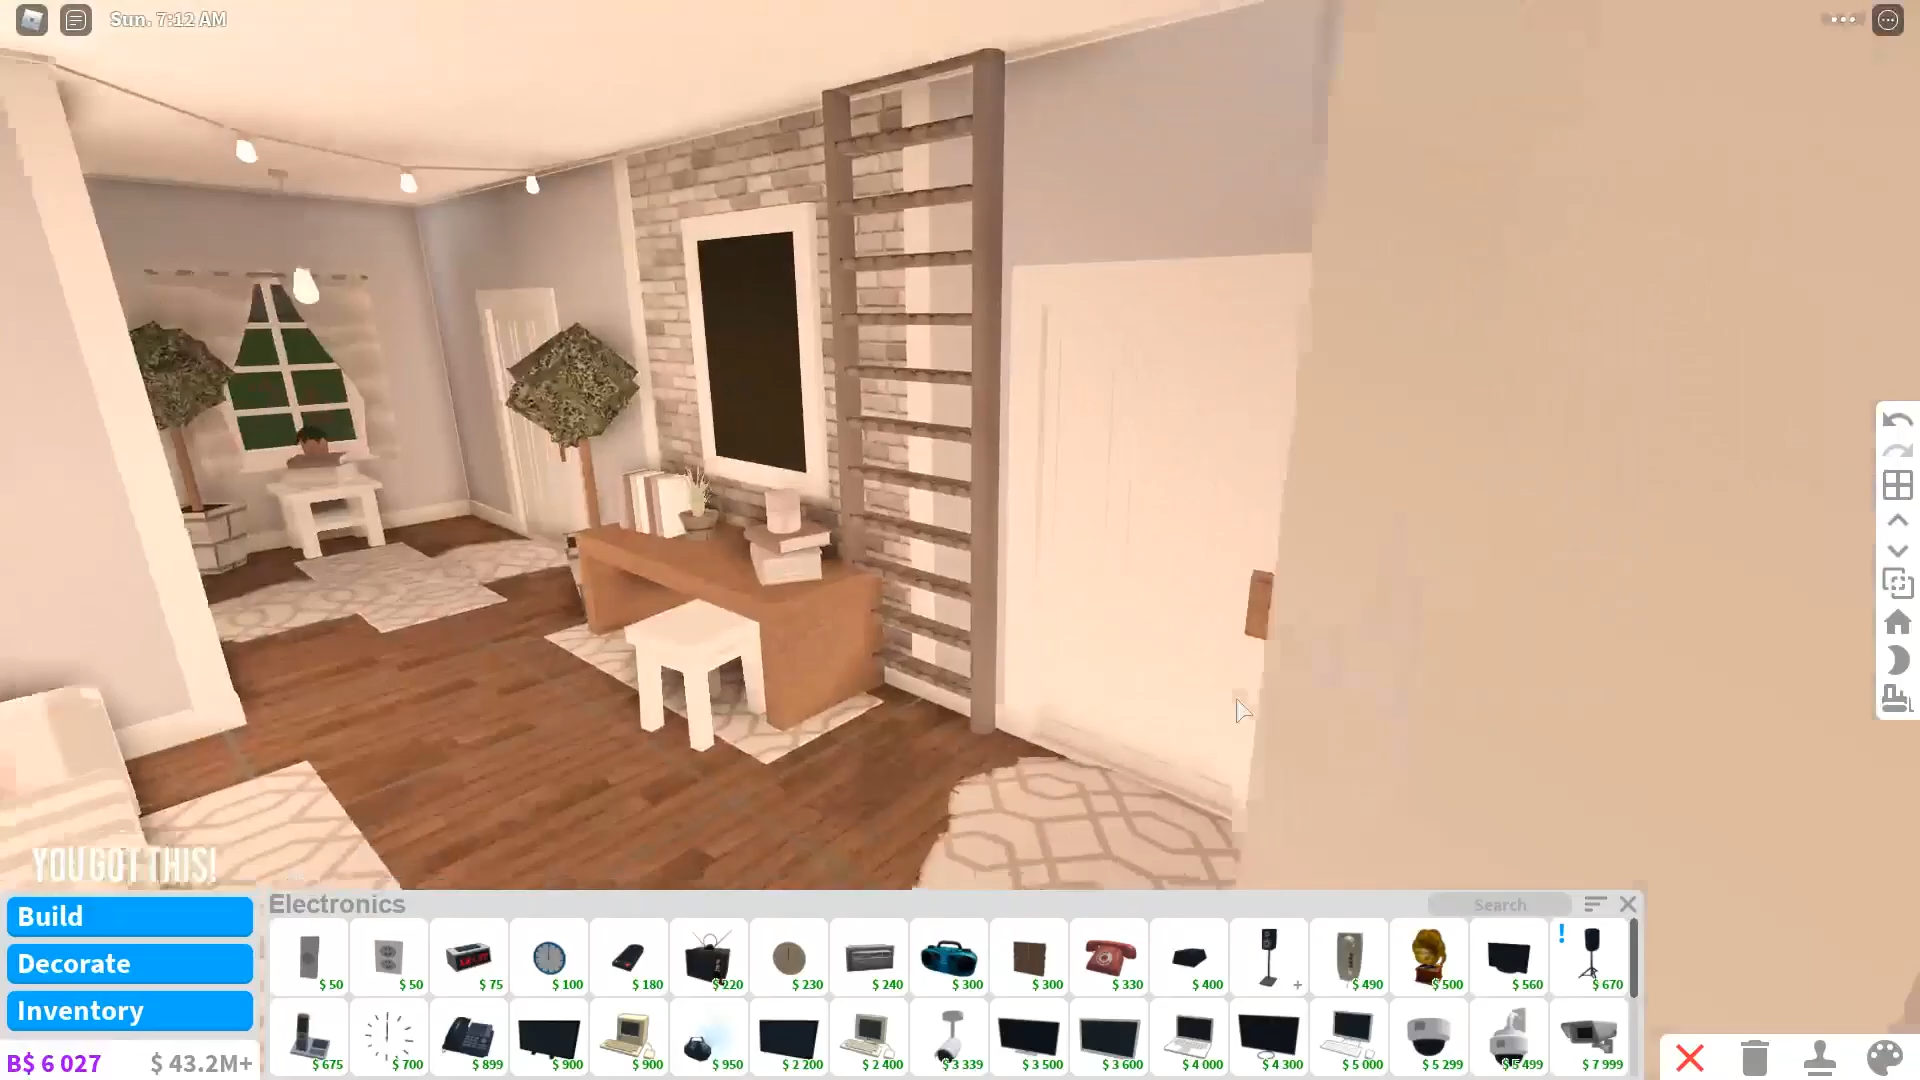 Sun. 7:12 AM
YOU GOT THIS!
Build
Decorate
Inventory
B$ 6 027
$ 43.2M+
Electronics
Search
$ 50
$ 50
$ 75
$ 100
$ 180
$ 220
$ 230
$ 240
$ 300
$ 300
$ 330
$ 400
+
$ 490
$ 500
$ 560
!
$ 670
$ 675
$ 700
$ 899
$ 900
$ 900
$ 950
$ 2 200
$ 2 400
$ 3 339
$ 3 500
$ 3 600
$ 4 000
$ 4 300
$ 5 000
$ 5 299
$ 5 499
$ 7 999